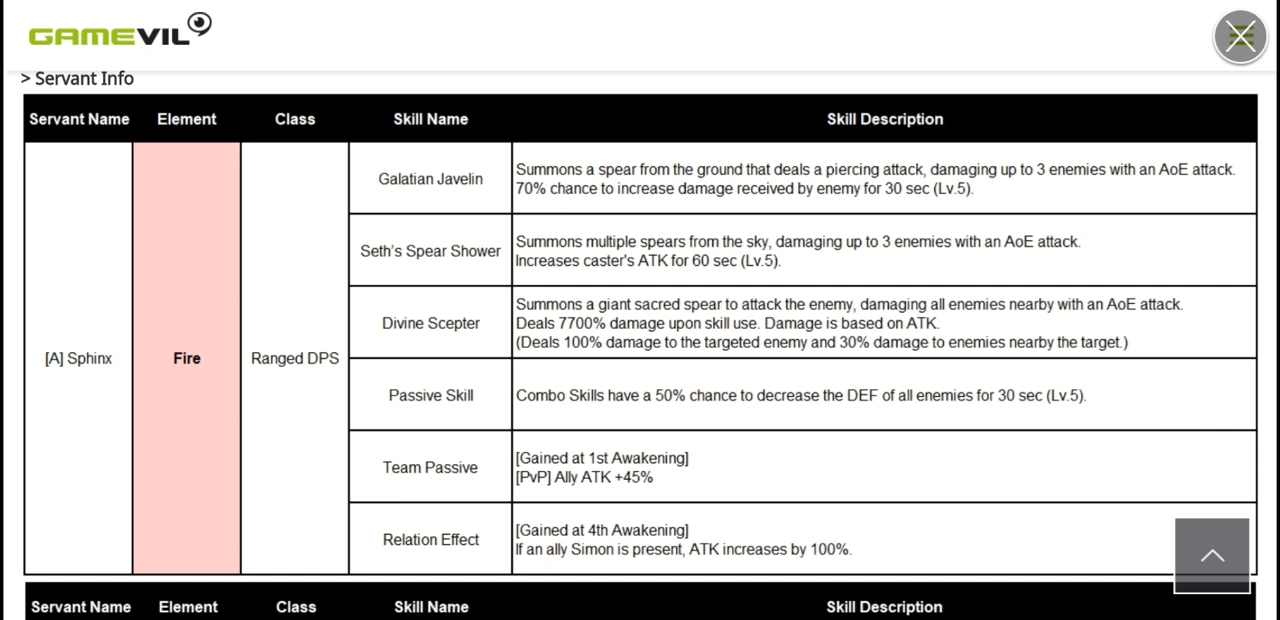 GAMEVIL
> Servant Info
Servant Name Element Class Skill Name Skill Description
[A] Sphinx
Fire
Ranged DPS
Galatian Javelin
Summons a spear from the ground that deals a piercing attack, damaging up to 3 enemies with an AoE attack.
70% chance to increase damage received by enemy for 30 sec (Lv.5).
Seth's Spear Shower
Summons multiple spears from the sky, damaging up to 3 enemies with an AoE attack.
Increases caster's ATK for 60 sec (Lv.5).
Divine Scepter
Summons a giant sacred spear to attack the enemy, damaging all enemies nearby with an AoE attack.
Deals 7700% damage upon skill use. Damage is based on ATK.
(Deals 100% damage to the targeted enemy and 30% damage to enemies nearby the target.)
Passive Skill
Combo Skills have a 50% chance to decrease the DEF of all enemies for 30 sec (Lv.5).
Team Passive
[Gained at 1st Awakening]
[PvP] Ally ATK +45%
Relation Effect
[Gained at 4th Awakening]
If an ally Simon is present, ATK increases by 100%.
Servant Name Element Class Skill Name Skill Description